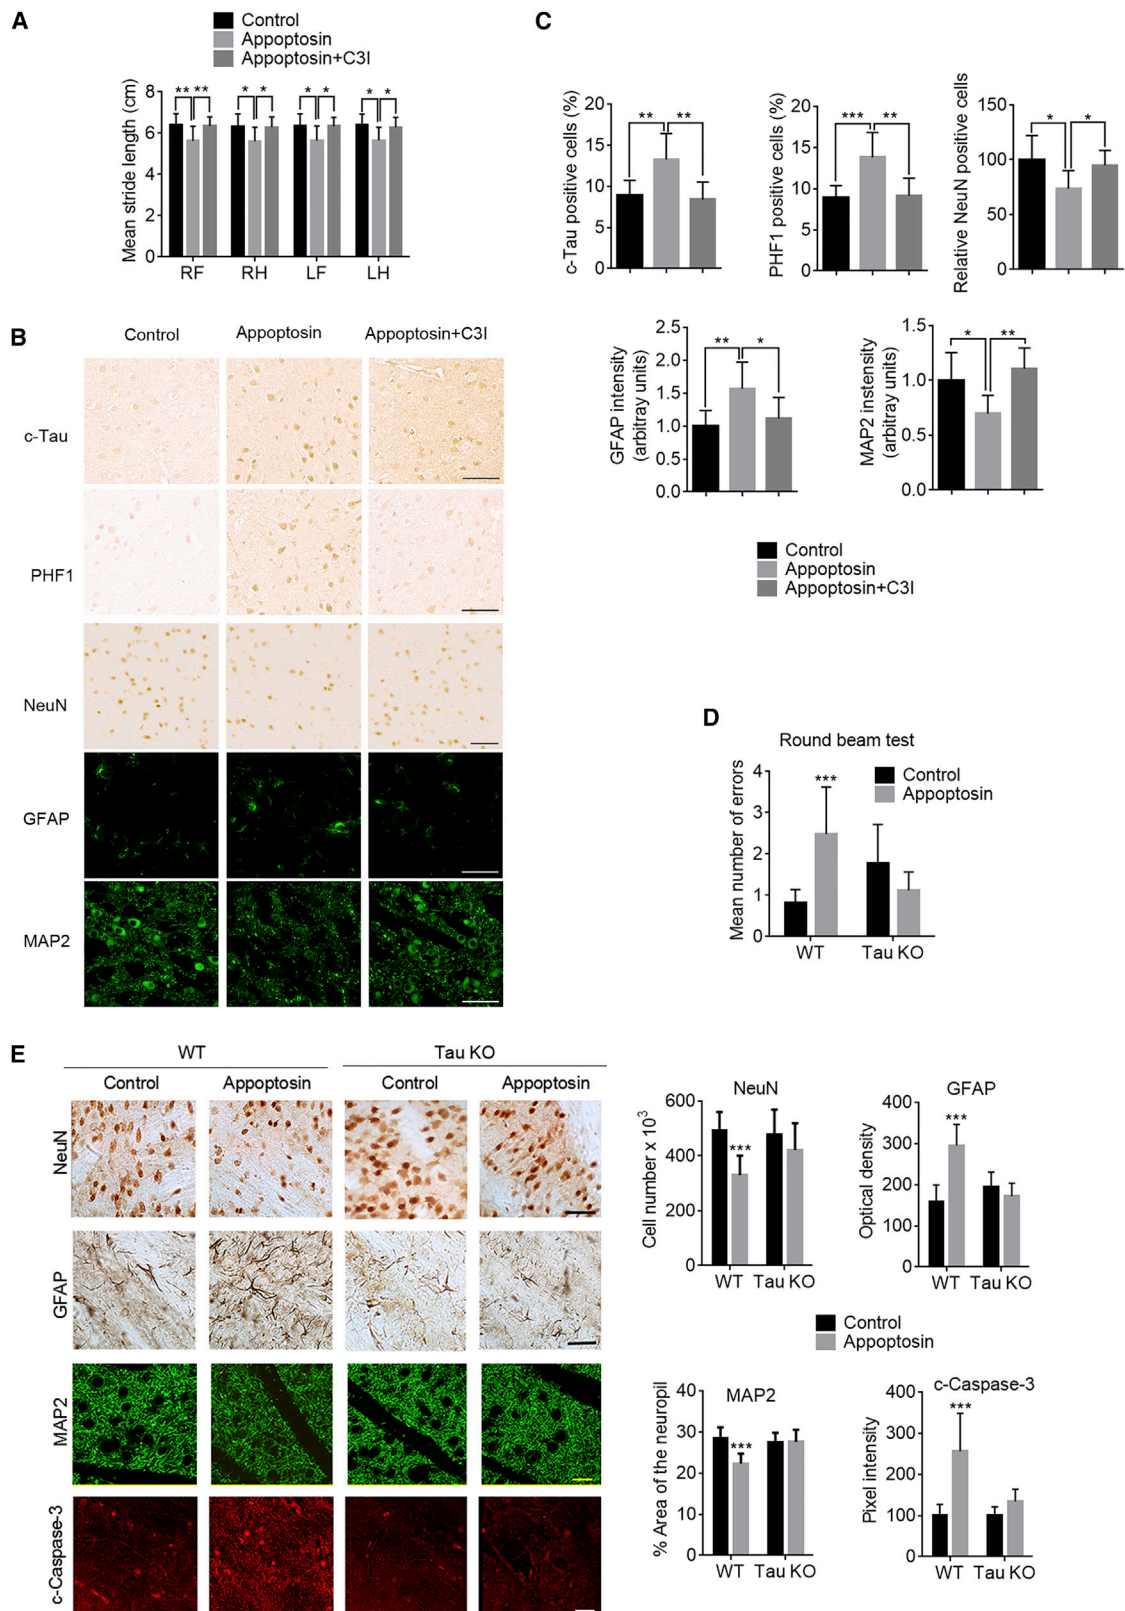 A
Control
Appoptosin
Appoptosin+C3I
Mean stride length (cm)
8
6
4
2
0
** ** * * * * * *
RF RH LF LH
B
Control Appoptosin Appoptosin+C3I
c-Tau
PHF1
NeuN
GFAP
MAP2
C
c-Tau positive cells (%)
20
15
10
5
0
** **
PHF1 positive cells (%)
20
15
10
5
0
*** **
Relative NeuN positive cells
150
100
50
0
* *
GFAP intensity
(arbitray units)
2.5
2.0
1.5
1.0
0.5
0.0
** *
MAP2 instensity
(arbitray units)
1.5
1.0
0.5
0.0
* **
Control
Appoptosin
Appoptosin+C3I
D
Round beam test
Control
Appoptosin
Mean number of errors
4
3
2
1
0
***
WT Tau KO
E
WT Tau KO
Control Appoptosin Control Appoptosin
NeuN
GFAP
MAP2
c-Caspase-3
NeuN
Cell number x 10³
600
400
200
0
***
WT Tau KO
GFAP
Optical density
400
300
200
100
0
***
WT Tau KO
Control
Appoptosin
MAP2
% Area of the neuropil
40
30
20
10
0
***
WT Tau KO
c-Caspase-3
Pixel intensity
400
300
200
100
0
***
WT Tau KO